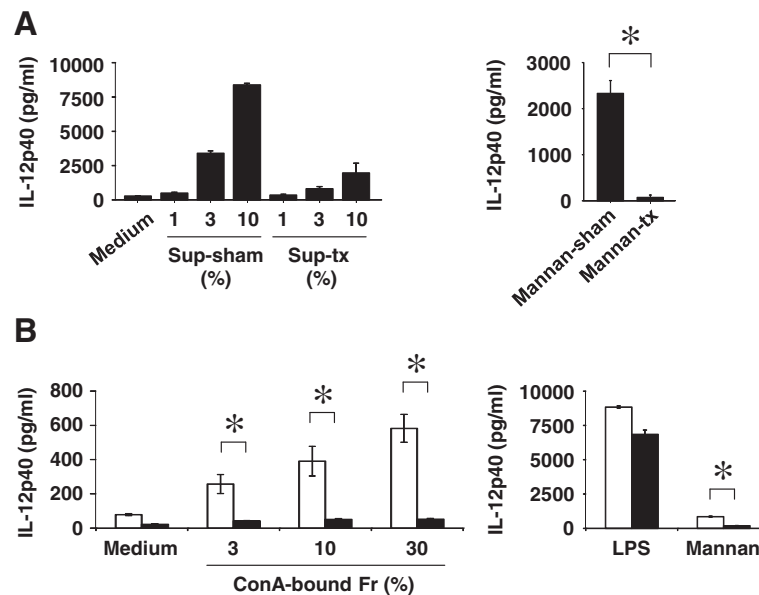 A
IL-12p40 (pg/ml)
10000
7500
5000
2500
0
Medium
1 3 10 1 3 10
Sup-sham
(%)
Sup-tx
(%)
IL-12p40 (pg/ml)
3000
2000
1000
0
*
Mannan-sham
Mannan-tx
B
IL-12p40 (pg/ml)
800
600
400
200
0
* * *
Medium 3 10 30
ConA-bound Fr (%)
IL-12p40 (pg/ml)
10000
7500
5000
2500
0
*
LPS Mannan